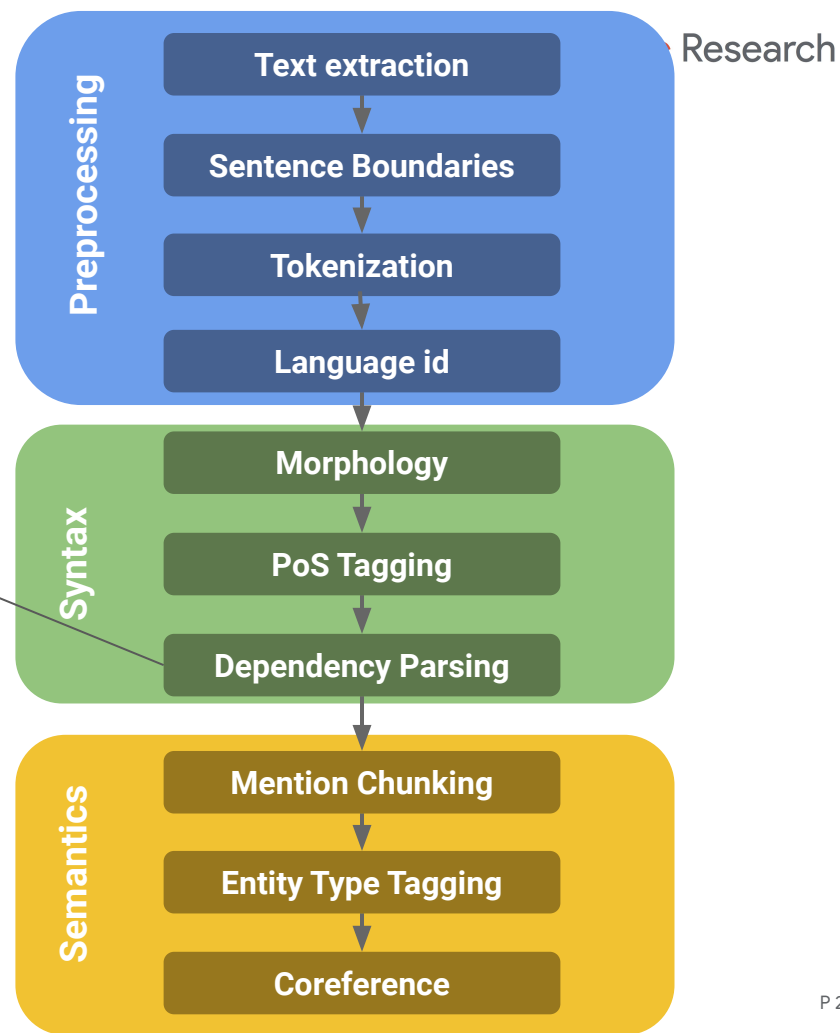 Research
Preprocessing
Text extraction
Sentence Boundaries
Tokenization
Language id
Syntax
Morphology
PoS Tagging
Dependency Parsing
Semantics
Mention Chunking
Entity Type Tagging
Coreference
P 2